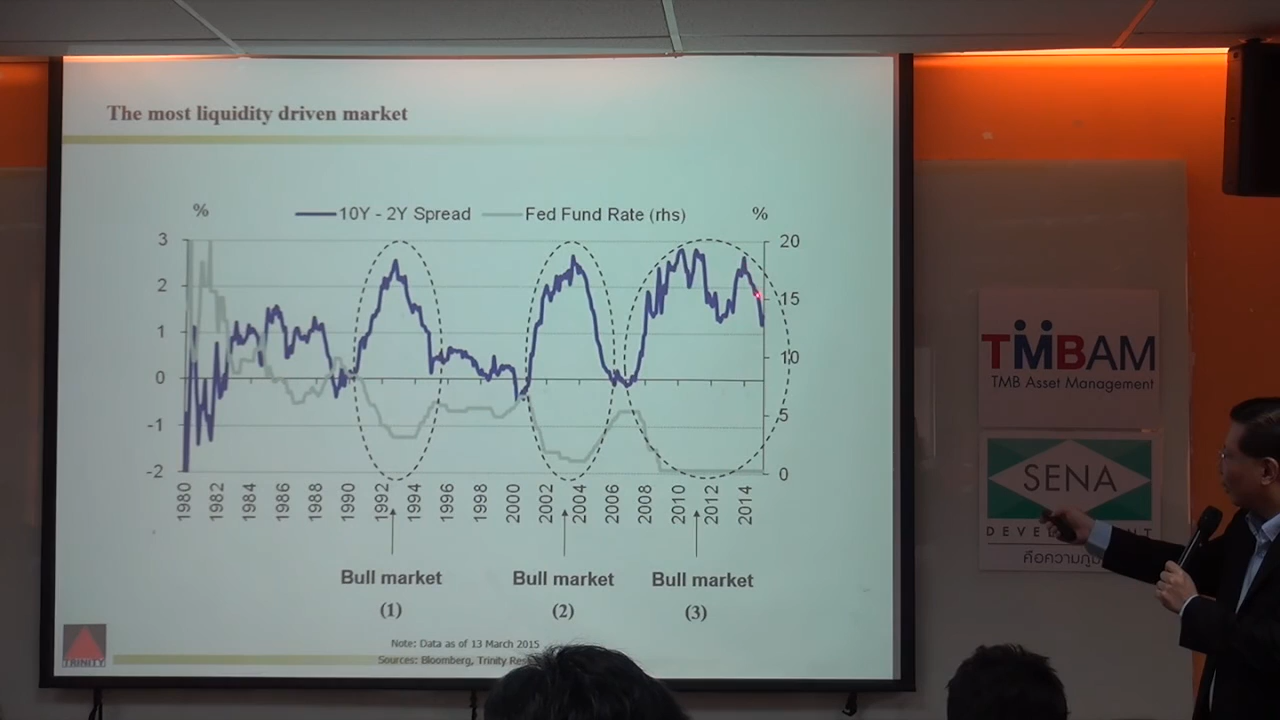 The most liquidity driven market
% 10Y - 2Y Spread Fed Fund Rate (rhs) %
3 20
2
15
1
10
0
-1 5
-2 0
1980 1982 1984 1986 1988 1990 1992 1994 1996 1998 2000 2002 2004 2006 2008 2010 2012 2014
Bull market Bull market Bull market
(1) (2) (3)
Note: Data as of 13 March 2015
Sources: Bloomberg, Trinity
TRINITY
TMBAM
TMB Asset Management
SENA